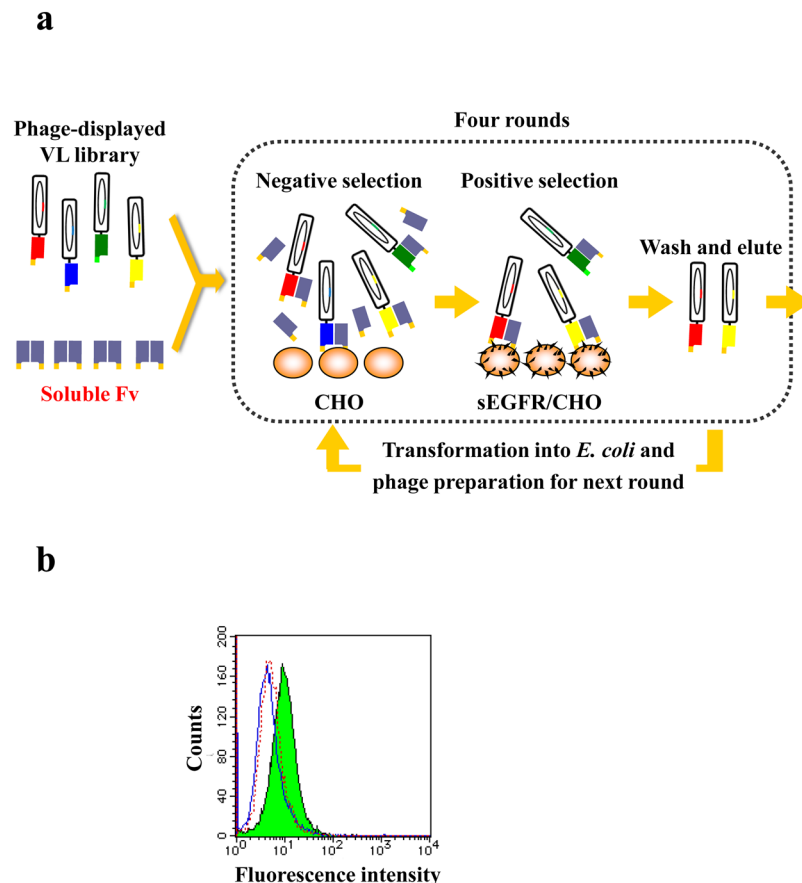 a
Four rounds
Phage-displayed
VL library
Negative selection
Positive selection
Wash and elute
Soluble Fv
CHO
sEGFR/CHO
Transformation into E. coli and
phage preparation for next round
b
200
160
120
80
40
0
Counts
10⁰ 10¹ 10² 10³ 10⁴
Fluorescence intensity